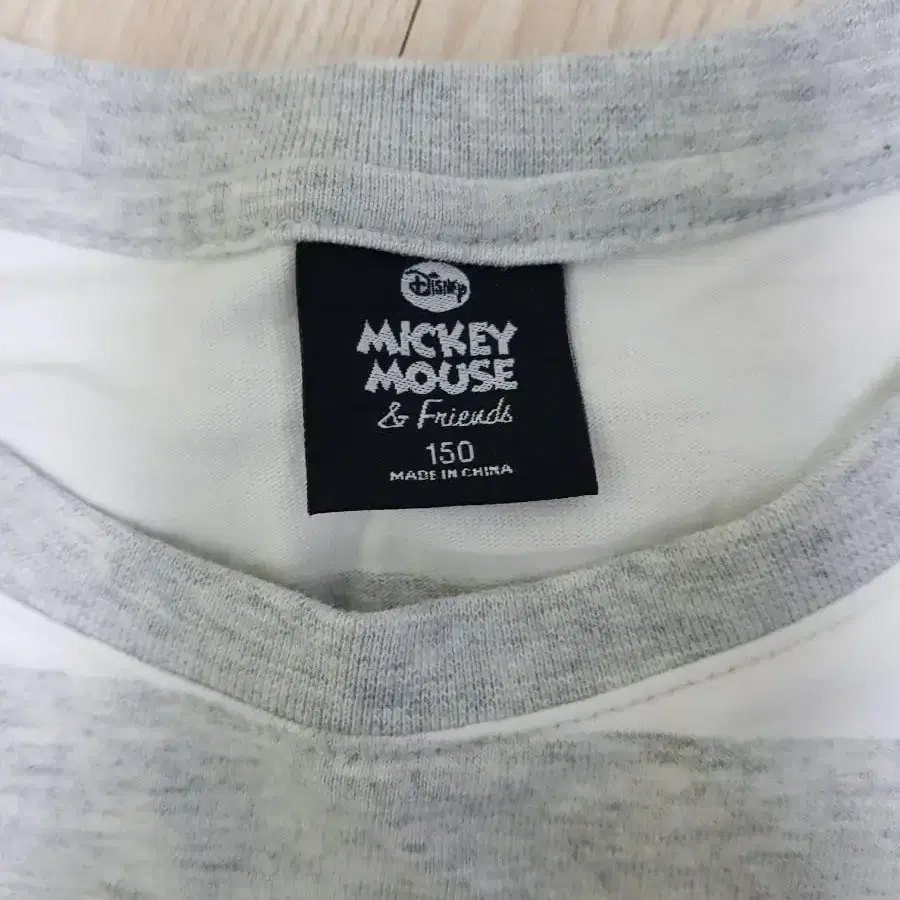 Disney
MICKEY
MOUSE
& Friends
150
MADE IN CHINA